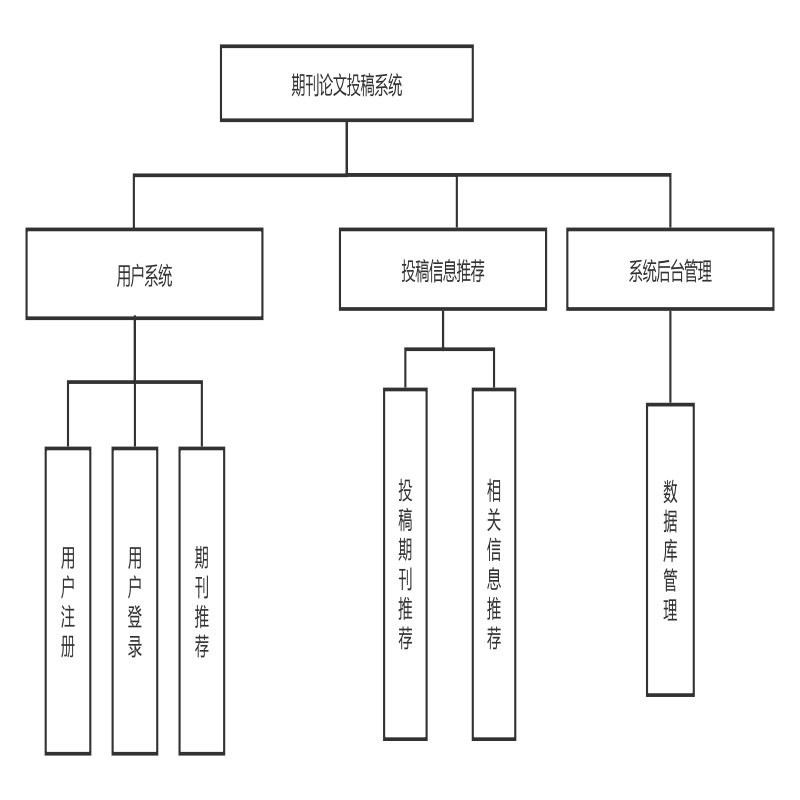 期刊论文投稿系统
用户系统
投稿信息推荐
系统后台管理
用户注册
用户登录
期刊推荐
投稿期刊推荐
相关信息推荐
数据库管理